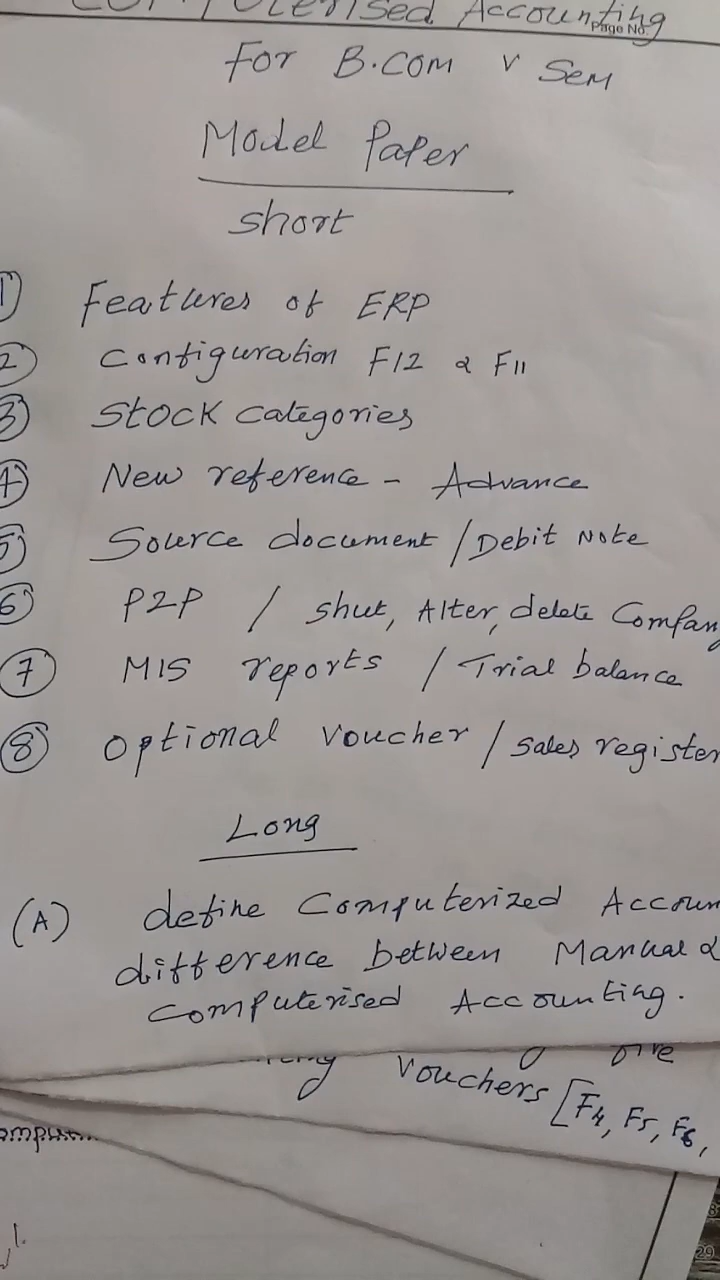 Computerised Accounting
Page No.
For B.Com V Sem
Model Paper
Short
1 Features of ERP
2 Configuration F12 & F11
3 Stock Categories
4 New reference - Advance
5 Source document / Debit Note
6 P2P / Shut, Alter, delete Company
7 MIS reports / Trial balance
8 Optional Voucher / Sales register
Long
(A) define Computerized Accoun
difference between Manual &
Computerised Accounting.
Vouchers [F4, F5, F6,
29